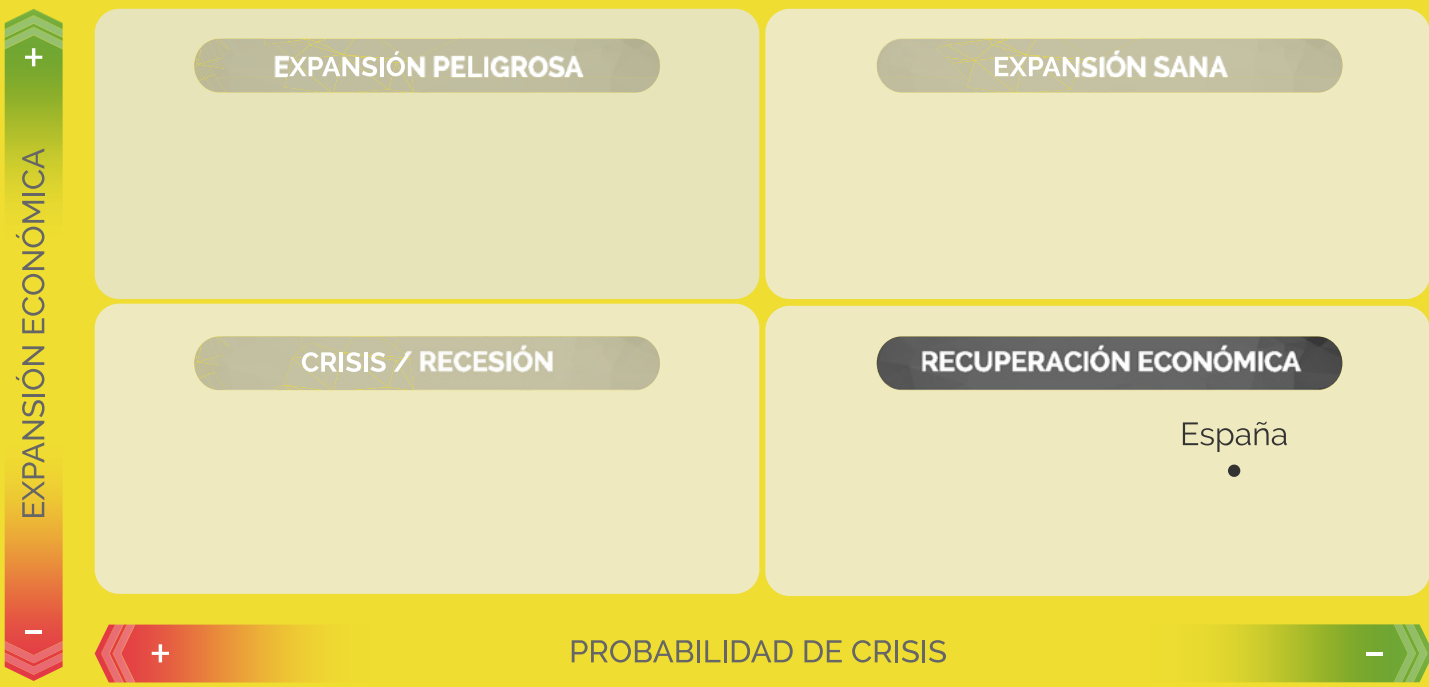 +
EXPANSIÓN ECONÓMICA
−
EXPANSIÓN PELIGROSA
EXPANSIÓN SANA
CRISIS / RECESIÓN
RECUPERACIÓN ECONÓMICA
España
+
PROBABILIDAD DE CRISIS
−